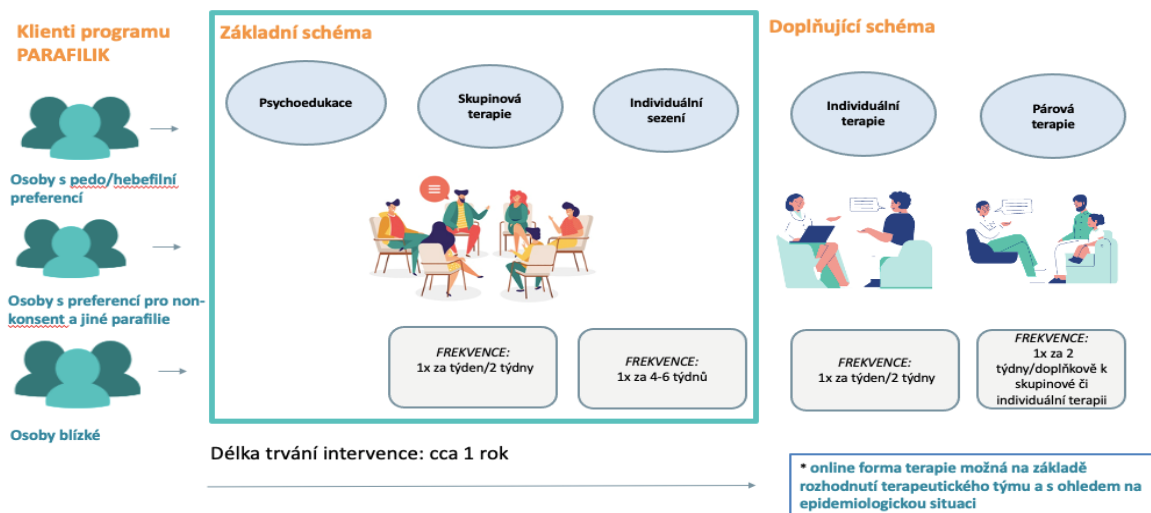 Klienti programu
PARAFILIK
Osoby s pedo/hebefilní
preferencí
Osoby s preferencí pro non-
konsent a jiné parafilie
Osoby blízké
Základní schéma
Psychoedukace
Skupinová
terapie
Individuální
sezení
FREKVENCE:
1x za týden/2 týdny
FREKVENCE:
1x za 4-6 týdnů
Délka trvání intervence: cca 1 rok
Doplňující schéma
Individuální
terapie
Párová
terapie
FREKVENCE:
1x za týden/2 týdny
FREKVENCE:
1x za 2
týdny/doplňkově k
skupinové či
individuální terapii
* online forma terapie možná na základě
rozhodnutí terapeutického týmu a s ohledem na
epidemiologickou situaci